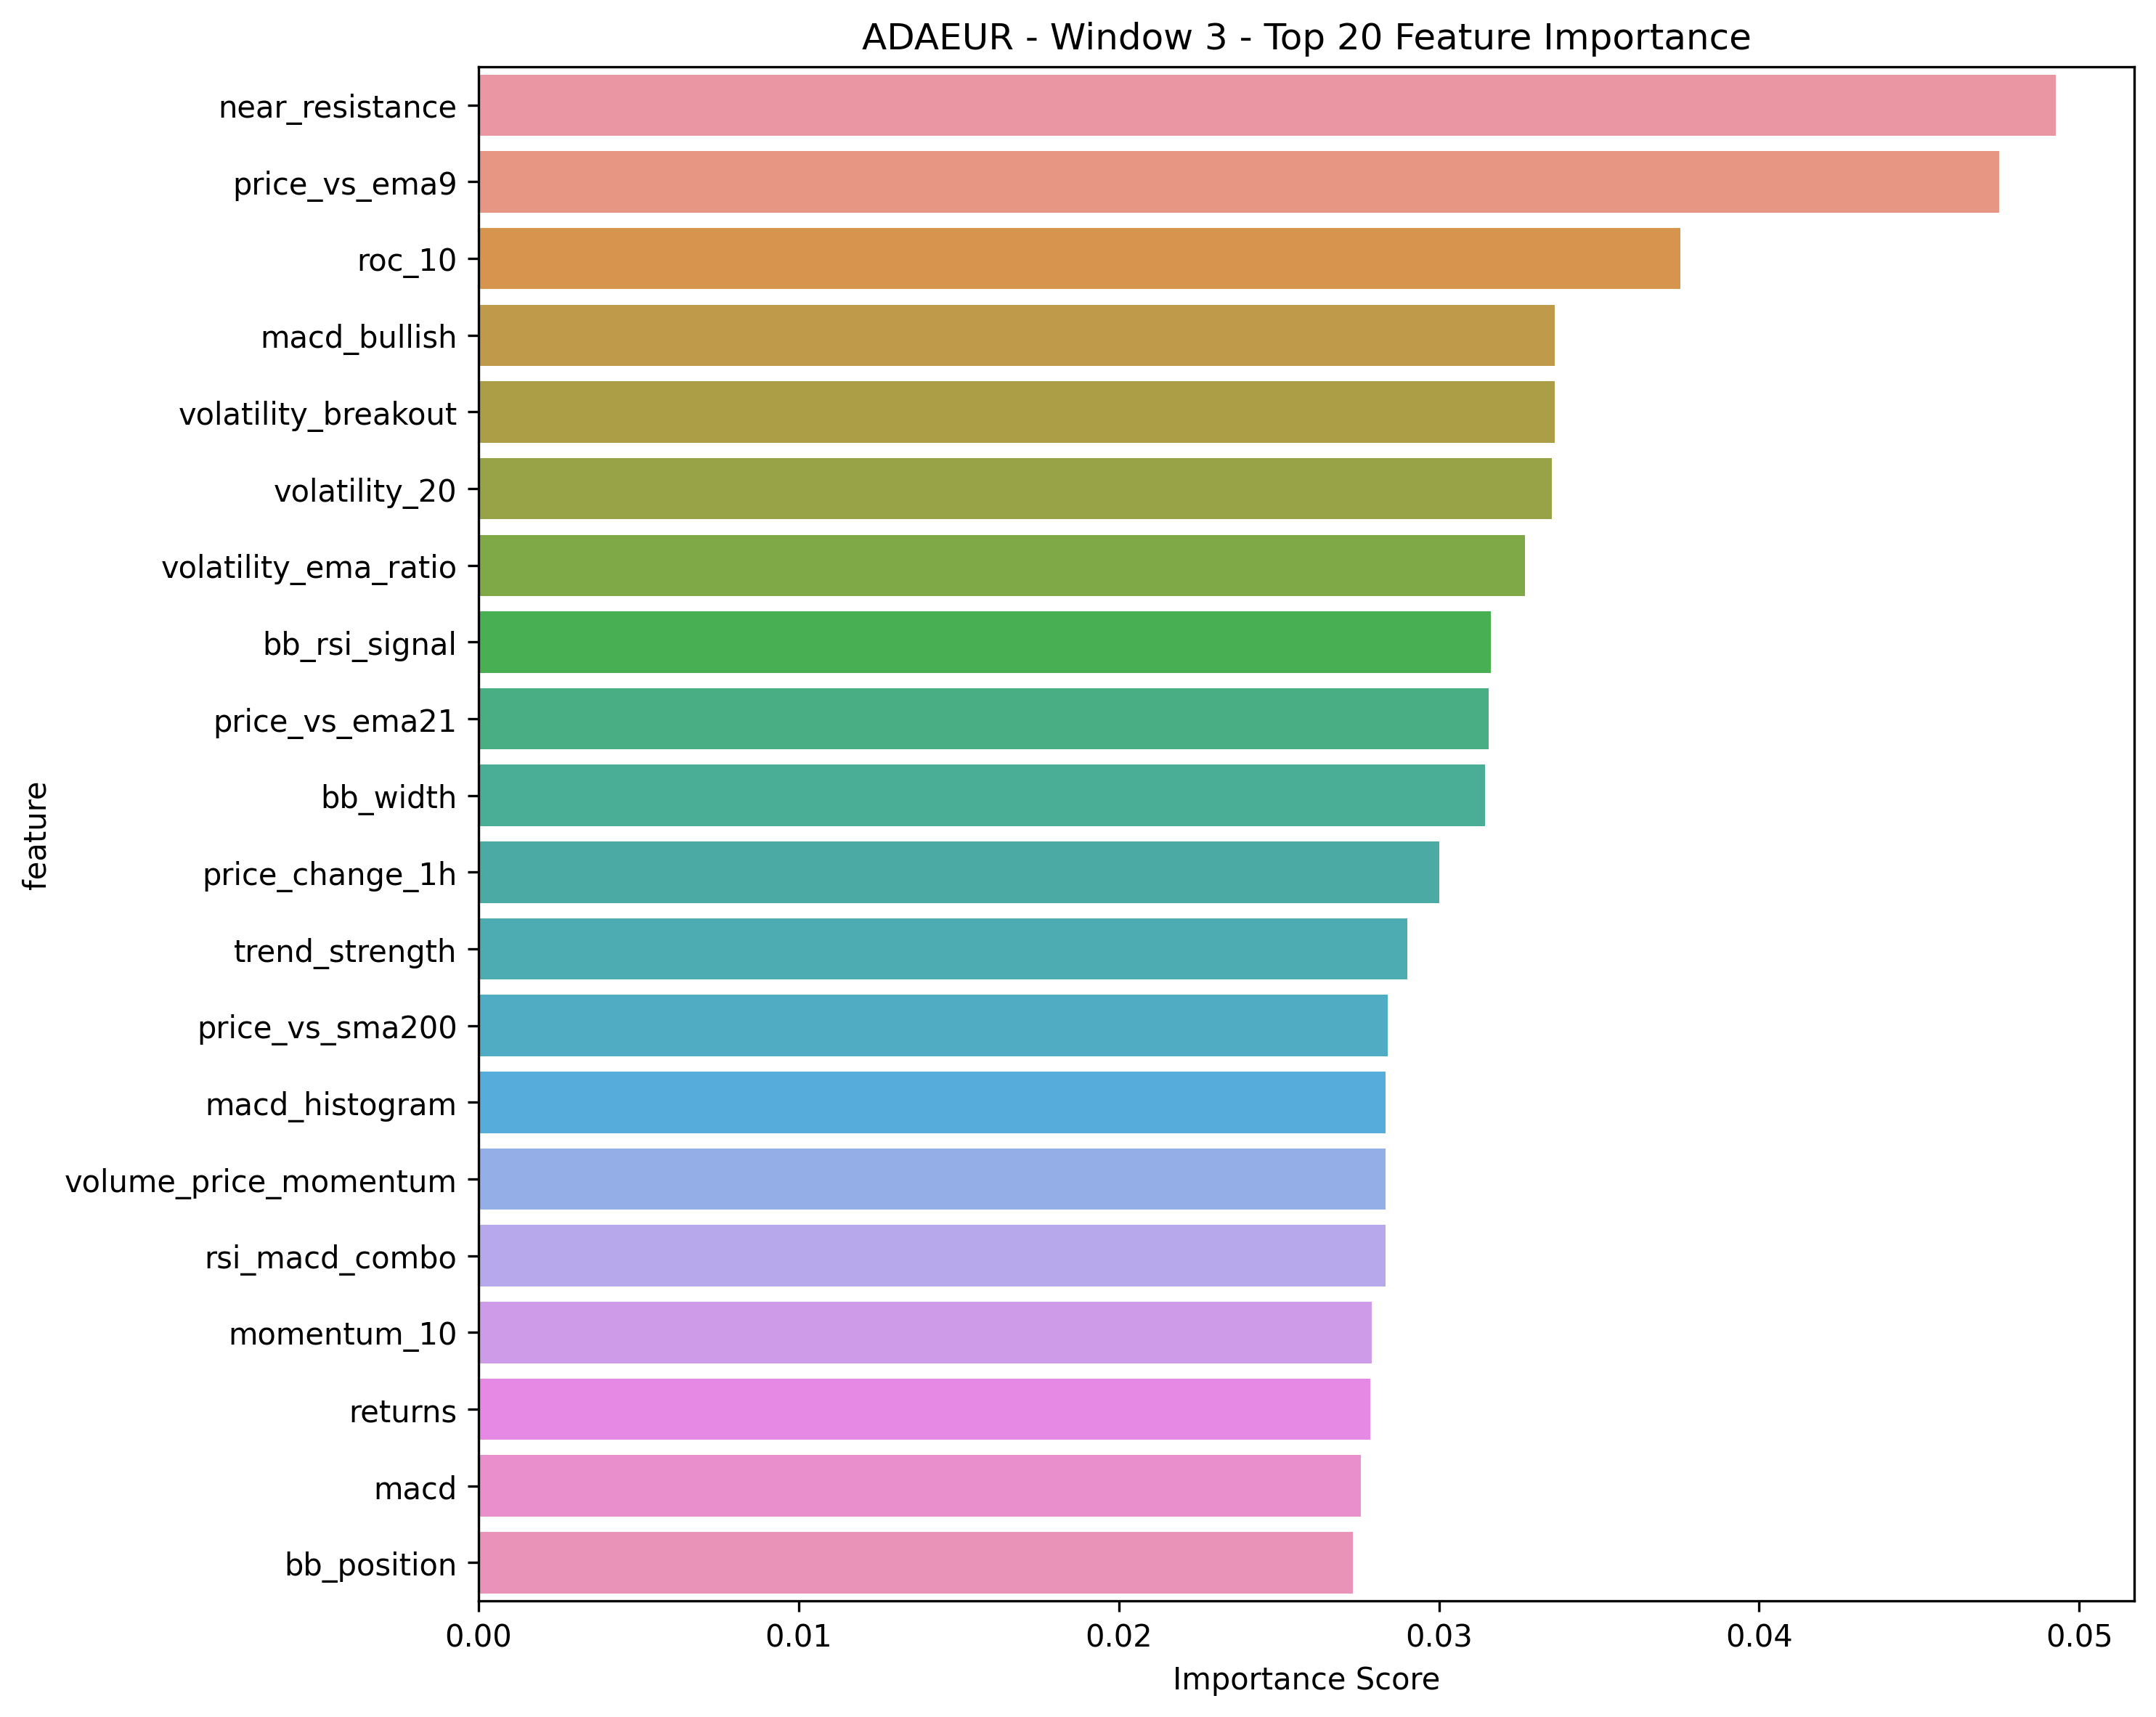 ADAEUR - Window 3 - Top 20 Feature Importance
feature
near_resistance
price_vs_ema9
roc_10
macd_bullish
volatility_breakout
volatility_20
volatility_ema_ratio
bb_rsi_signal
price_vs_ema21
bb_width
price_change_1h
trend_strength
price_vs_sma200
macd_histogram
volume_price_momentum
rsi_macd_combo
momentum_10
returns
macd
bb_position
0.00 0.01 0.02 0.03 0.04 0.05
Importance Score